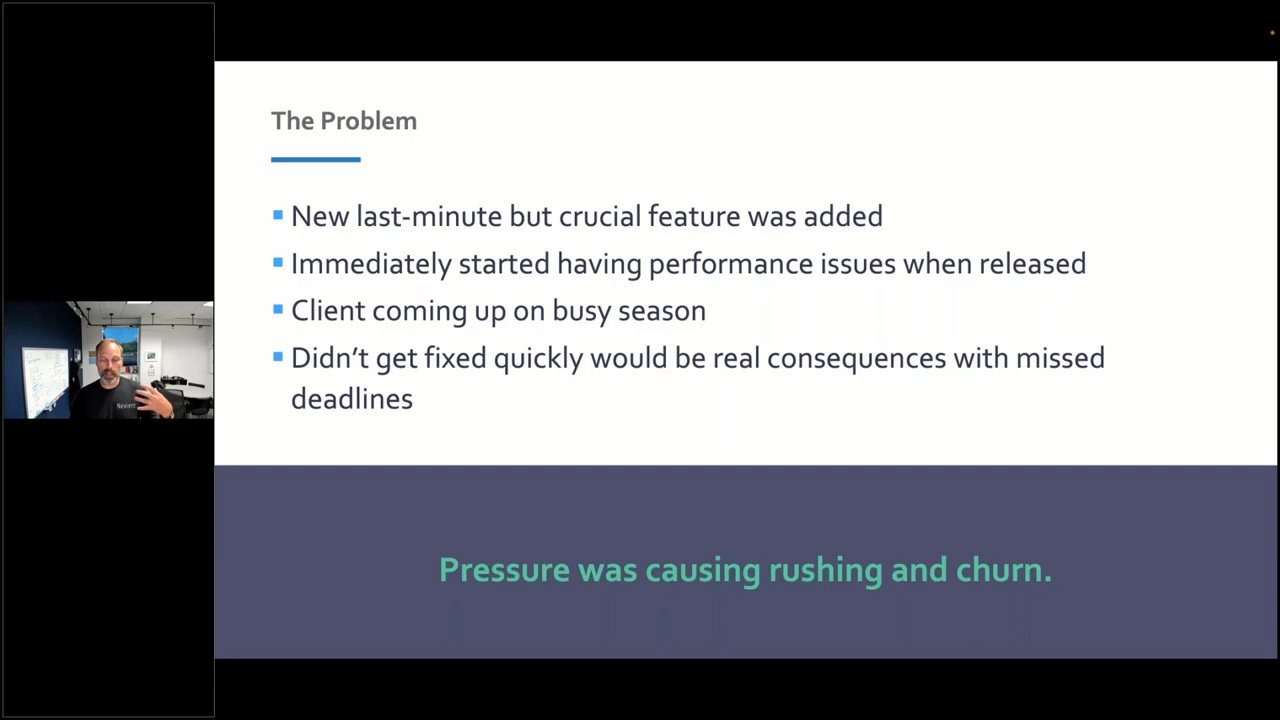 The Problem
New last-minute but crucial feature was added
Immediately started having performance issues when released
Client coming up on busy season
Didn’t get fixed quickly would be real consequences with missed
deadlines
Pressure was causing rushing and churn.